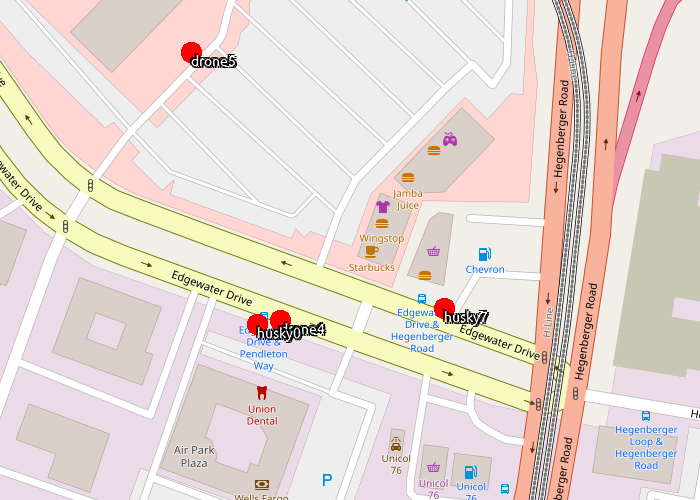 drone5
Hegenberger Road
H-Line
Jamba
Juice
Wingstop
Starbucks
Chevron
Edgewater Drive
Edgewater Drive
husky0
drone4
Drive &
Pendleton
Way
husky7
Drive &
Hegenberger
Road
Edgewater Drive
H-Line
Hegenberger Road
Union
Dental
Air Park
Plaza
Wells Fargo
P
Unicol
76
Unicol
76
Unicol
76
Hegenberger
Loop &
Hegenberger
Road